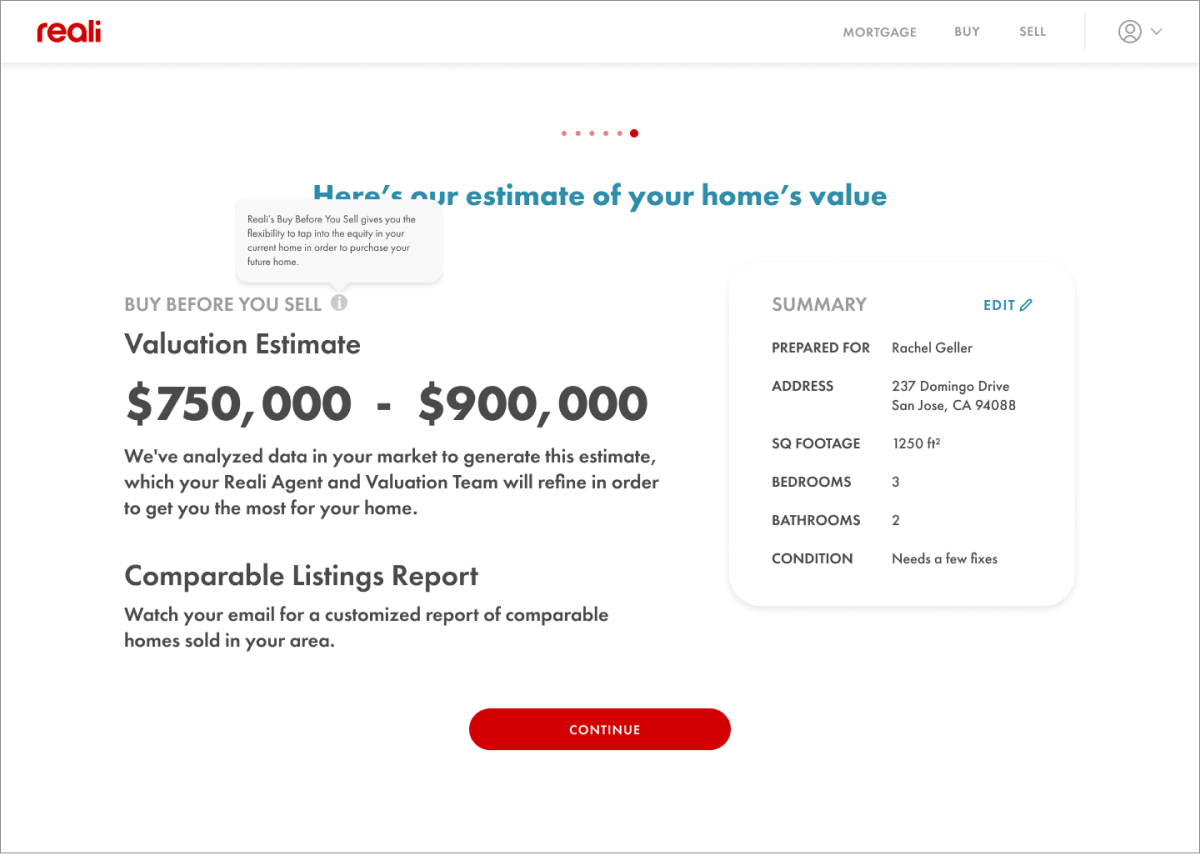 reali
MORTGAGE
BUY
SELL
Here's our estimate of your home's value
Reali's Buy Before You Sell gives you the
flexibility to tap into the equity in your
current home in order to purchase your
future home.
BUY BEFORE YOU SELL
Valuation Estimate
$750,000 - $900,000
We've analyzed data in your market to generate this estimate,
which your Reali Agent and Valuation Team will refine in order
to get you the most for your home.
Comparable Listings Report
Watch your email for a customized report of comparable
homes sold in your area.
SUMMARY
EDIT
PREPARED FOR Rachel Geller
ADDRESS 237 Domingo Drive
San Jose, CA 94088
SQ FOOTAGE 1250 ft²
BEDROOMS 3
BATHROOMS 2
CONDITION Needs a few fixes
CONTINUE